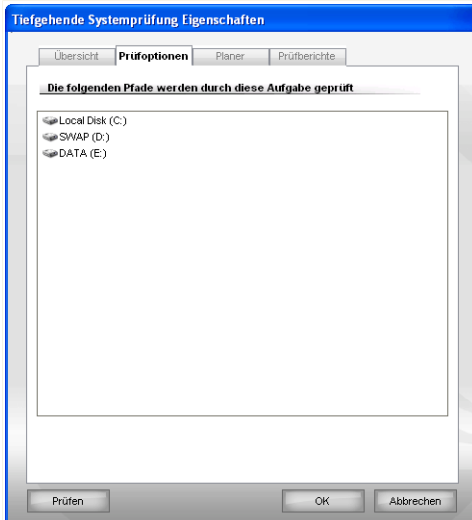 Tiefgehende Systemprüfung Eigenschaften
Übersicht Prüfoptionen Planer Prüfberichte
Die folgenden Pfade werden durch diese Aufgabe geprüft
Local Disk (C:)
SWAP (D:)
DATA (E:)
Prüfen OK Abbrechen